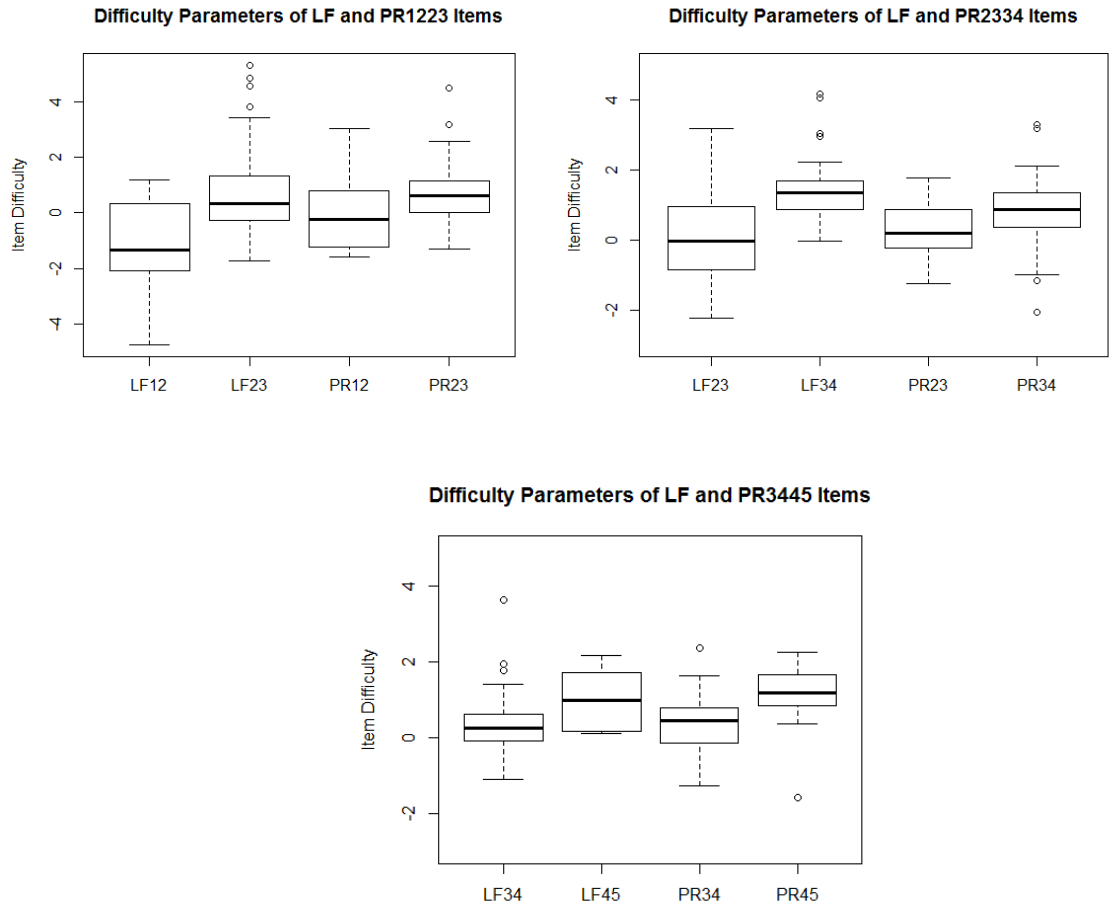 Difficulty Parameters of LF and PR1223 Items
Item Difficulty
4
2
0
-2
-4
LF12 LF23 PR12 PR23
Difficulty Parameters of LF and PR2334 Items
Item Difficulty
4
2
0
-2
LF23 LF34 PR23 PR34
Difficulty Parameters of LF and PR3445 Items
Item Difficulty
4
2
0
-2
LF34 LF45 PR34 PR45